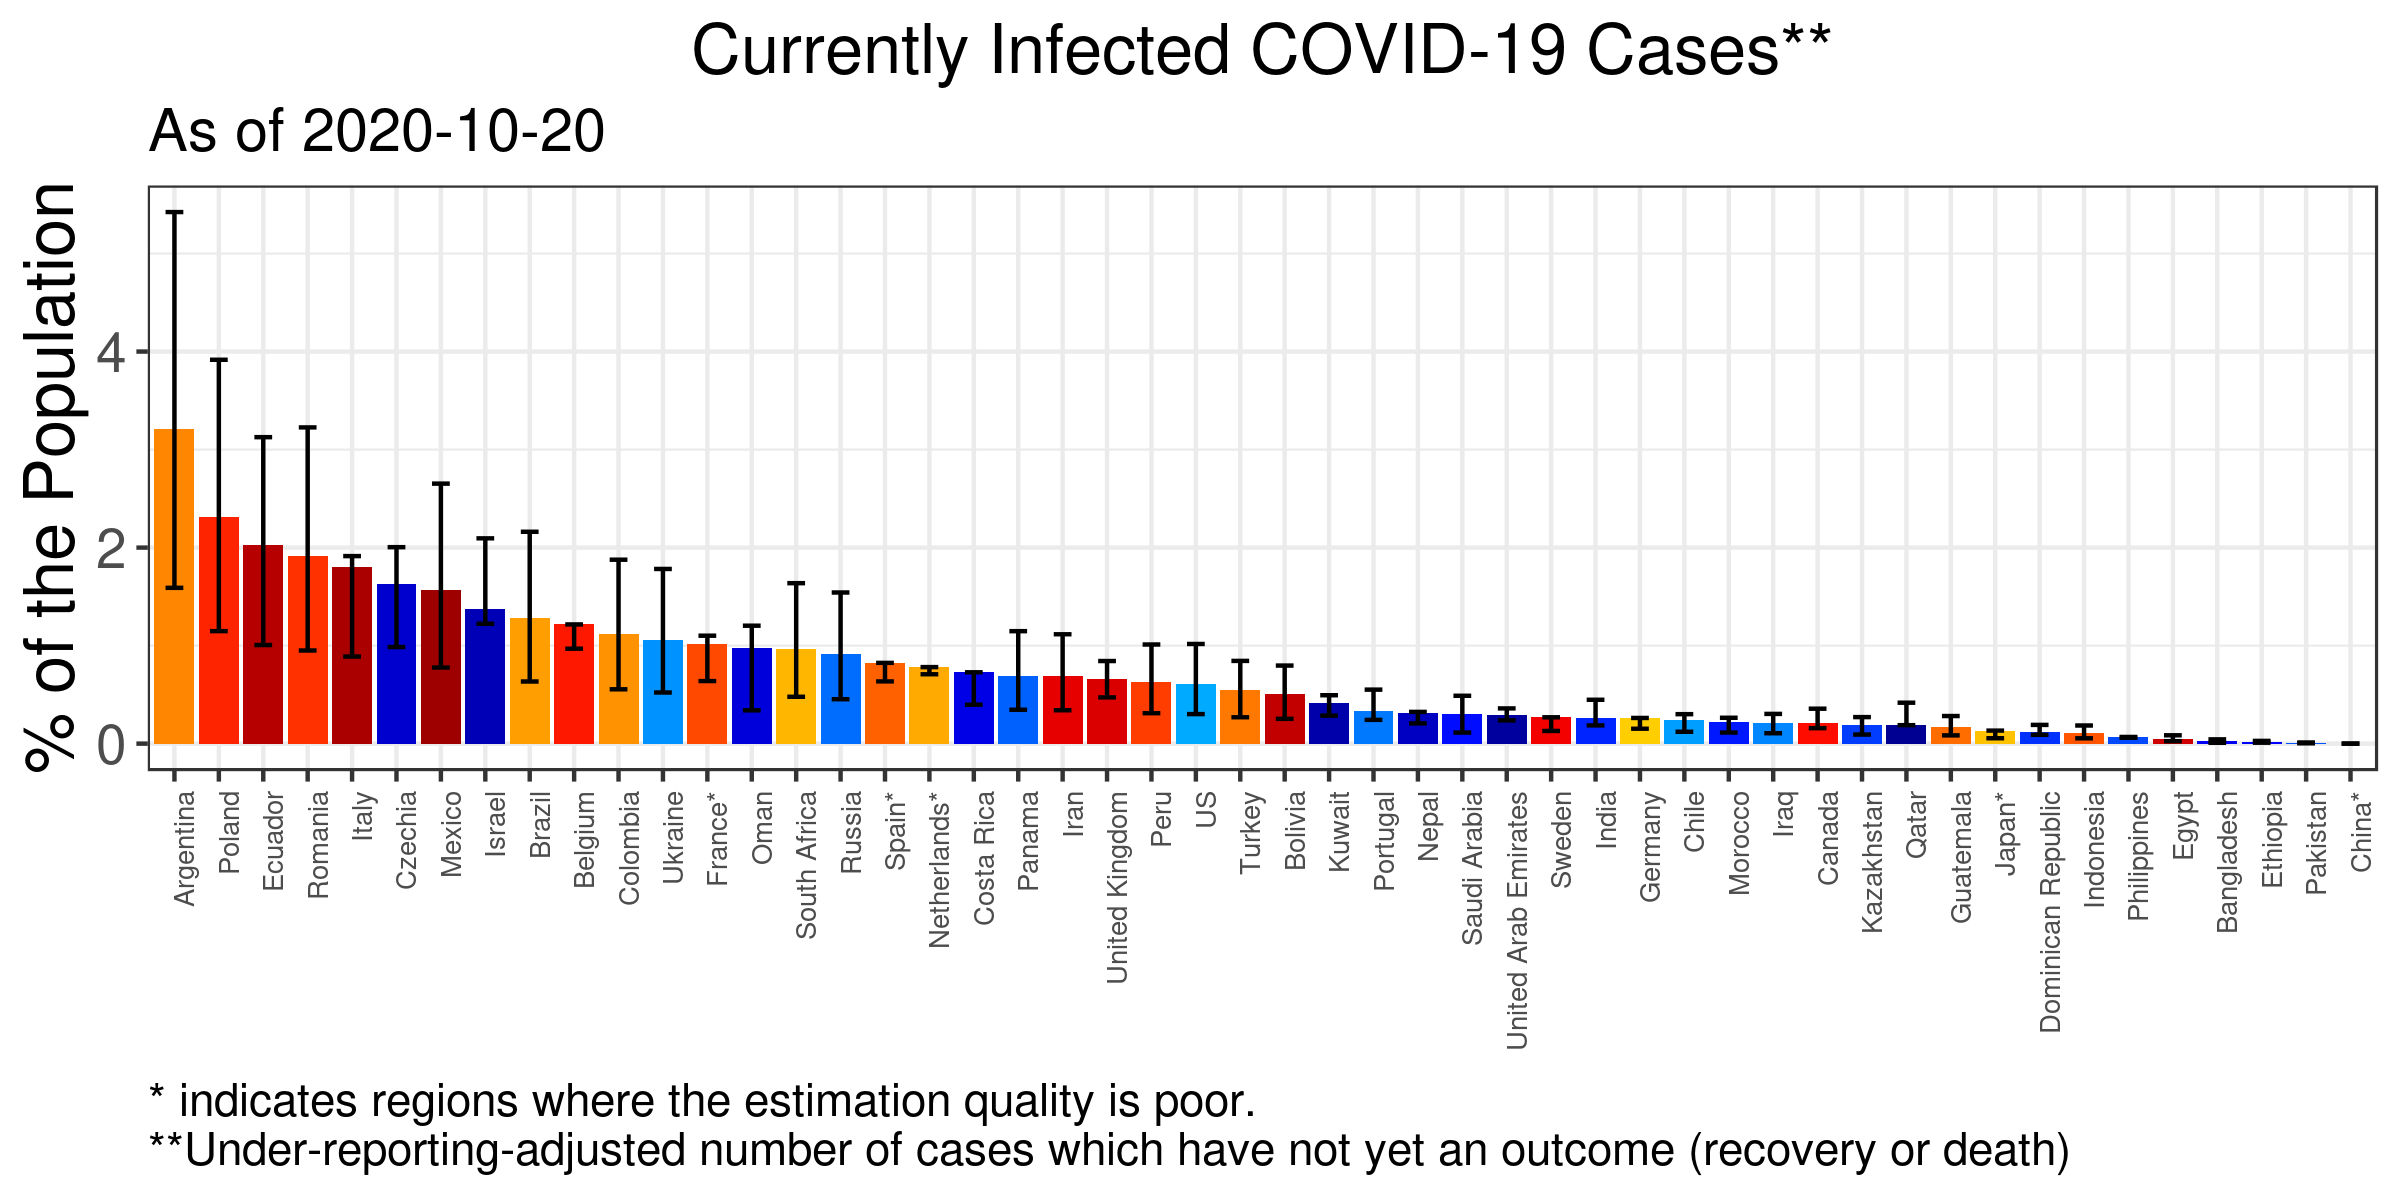 Currently Infected COVID-19 Cases**
As of 2020-10-20
% of the Population
4
2
0
Argentina
Poland
Ecuador
Romania
Italy
Czechia
Mexico
Israel
Brazil
Belgium
Colombia
Ukraine
France*
Oman
South Africa
Russia
Spain*
Netherlands*
Costa Rica
Panama
Iran
United Kingdom
Peru
US
Turkey
Bolivia
Kuwait
Portugal
Nepal
Saudi Arabia
United Arab Emirates
Sweden
India
Germany
Chile
Morocco
Iraq
Canada
Kazakhstan
Qatar
Guatemala
Japan*
Dominican Republic
Indonesia
Philippines
Egypt
Bangladesh
Ethiopia
Pakistan
China*
* indicates regions where the estimation quality is poor.
**Under-reporting-adjusted number of cases which have not yet an outcome (recovery or death)